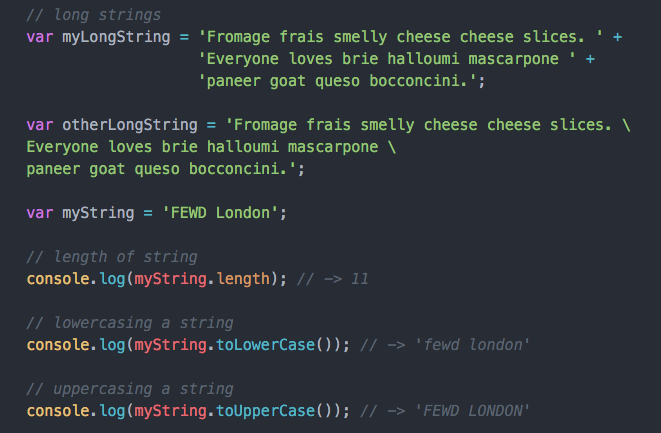 // long strings
var myLongString = 'Fromage frais smelly cheese cheese slices. ' +
                   'Everyone loves brie halloumi mascarpone ' +
                   'paneer goat queso bocconcini.';
var otherLongString = 'Fromage frais smelly cheese cheese slices. \
Everyone loves brie halloumi mascarpone \
paneer goat queso bocconcini.';
var myString = 'FEWD London';
// length of string
console.log(myString.length); // -> 11
// lowercasing a string
console.log(myString.toLowerCase()); // -> 'fewd london'
// uppercasing a string
console.log(myString.toUpperCase()); // -> 'FEWD LONDON'